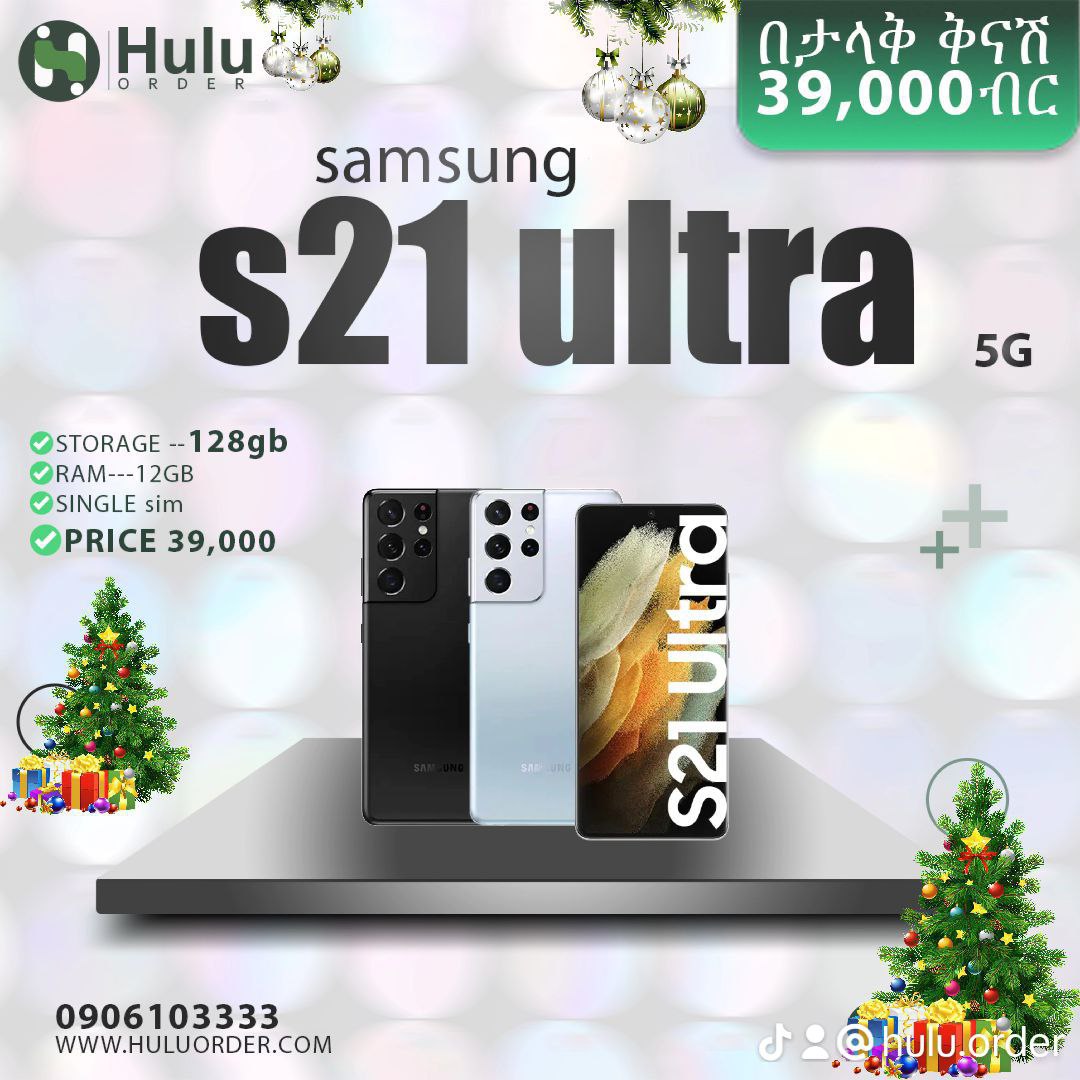 Hulu
ORDER
በታላቅ ቅናሽ
39,000ብር
samsung
s21 ultra
5G
STORAGE --128gb
RAM---12GB
SINGLE sim
PRICE 39,000
SAMSUNG
SAMSUNG
S21 Ultra
0906103333
WWW.HULUORDER.COM
@hulu.order